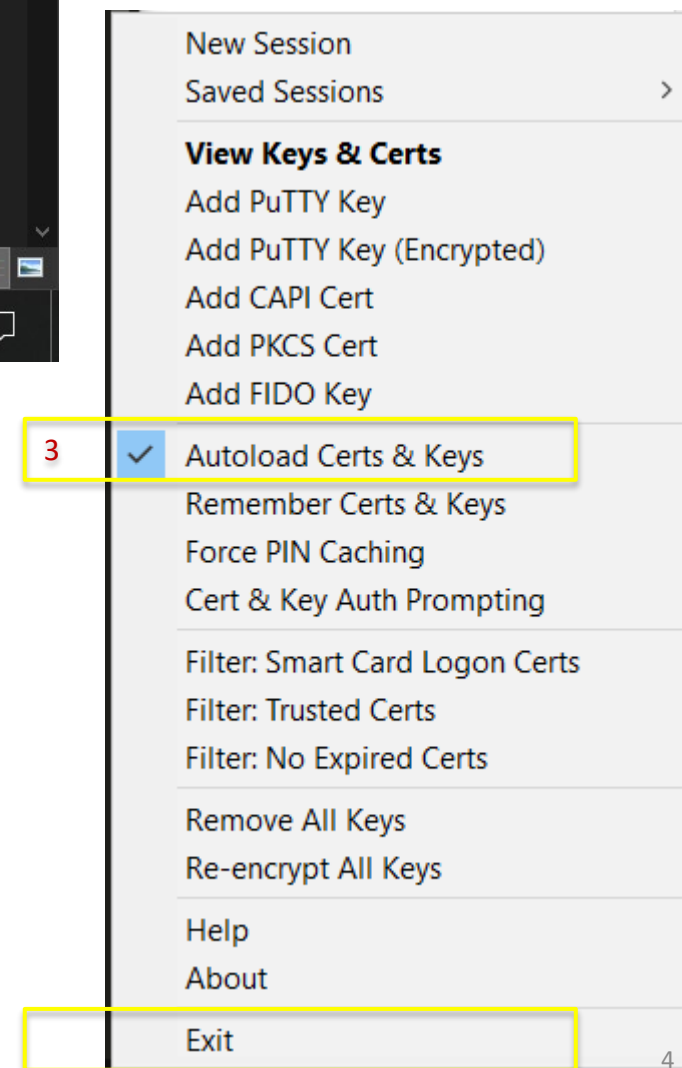 New Session
Saved Sessions
View Keys & Certs
Add PuTTY Key
Add PuTTY Key (Encrypted)
Add CAPI Cert
Add PKCS Cert
Add FIDO Key
3 Autoload Certs & Keys
Remember Certs & Keys
Force PIN Caching
Cert & Key Auth Prompting
Filter: Smart Card Logon Certs
Filter: Trusted Certs
Filter: No Expired Certs
Remove All Keys
Re-encrypt All Keys
Help
About
Exit
4